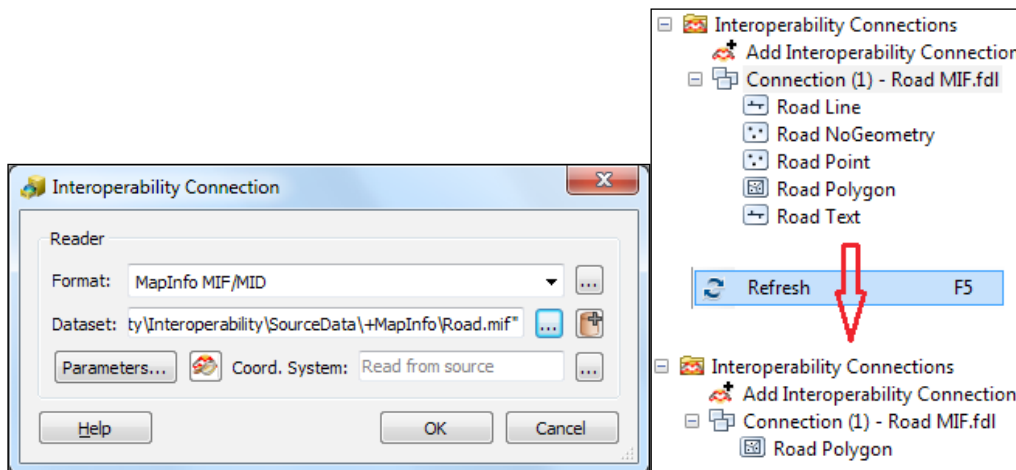 Interoperability Connection
Reader
Format: MapInfo MIF/MID ...
Dataset: ty\Interoperability\SourceData\+MapInfo\Road.mif" ...
Parameters... Coord. System: Read from source ...
Help OK Cancel
Interoperability Connections
Add Interoperability Connection
Connection (1) - Road MIF.fdl
Road Line
Road NoGeometry
Road Point
Road Polygon
Road Text
Refresh F5
Interoperability Connections
Add Interoperability Connection
Connection (1) - Road MIF.fdl
Road Polygon